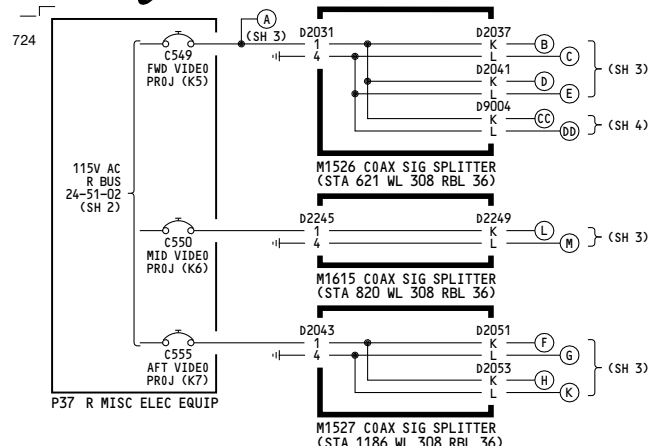 724
A
(SH 3)
D2031
1
4
D2037
K
L
B
C
D2041
K
L
D
E
(SH 3)
D9004
K
L
CC
DD
(SH 4)
C549
FWD VIDEO
PROJ (K5)
M1526 COAX SIG SPLITTER
(STA 621 WL 308 RBL 36)
115V AC
R BUS
24-51-02
(SH 2)
D2245
1
4
D2249
K
L
L
M
(SH 3)
C550
MID VIDEO
PROJ (K6)
M1615 COAX SIG SPLITTER
(STA 820 WL 308 RBL 36)
D2043
1
4
D2051
K
L
F
G
D2053
K
L
H
K
(SH 3)
C555
AFT VIDEO
PROJ (K7)
P37 R MISC ELEC EQUIP
M1527 COAX SIG SPLITTER
(STA 1186 WL 308 RBL 36)